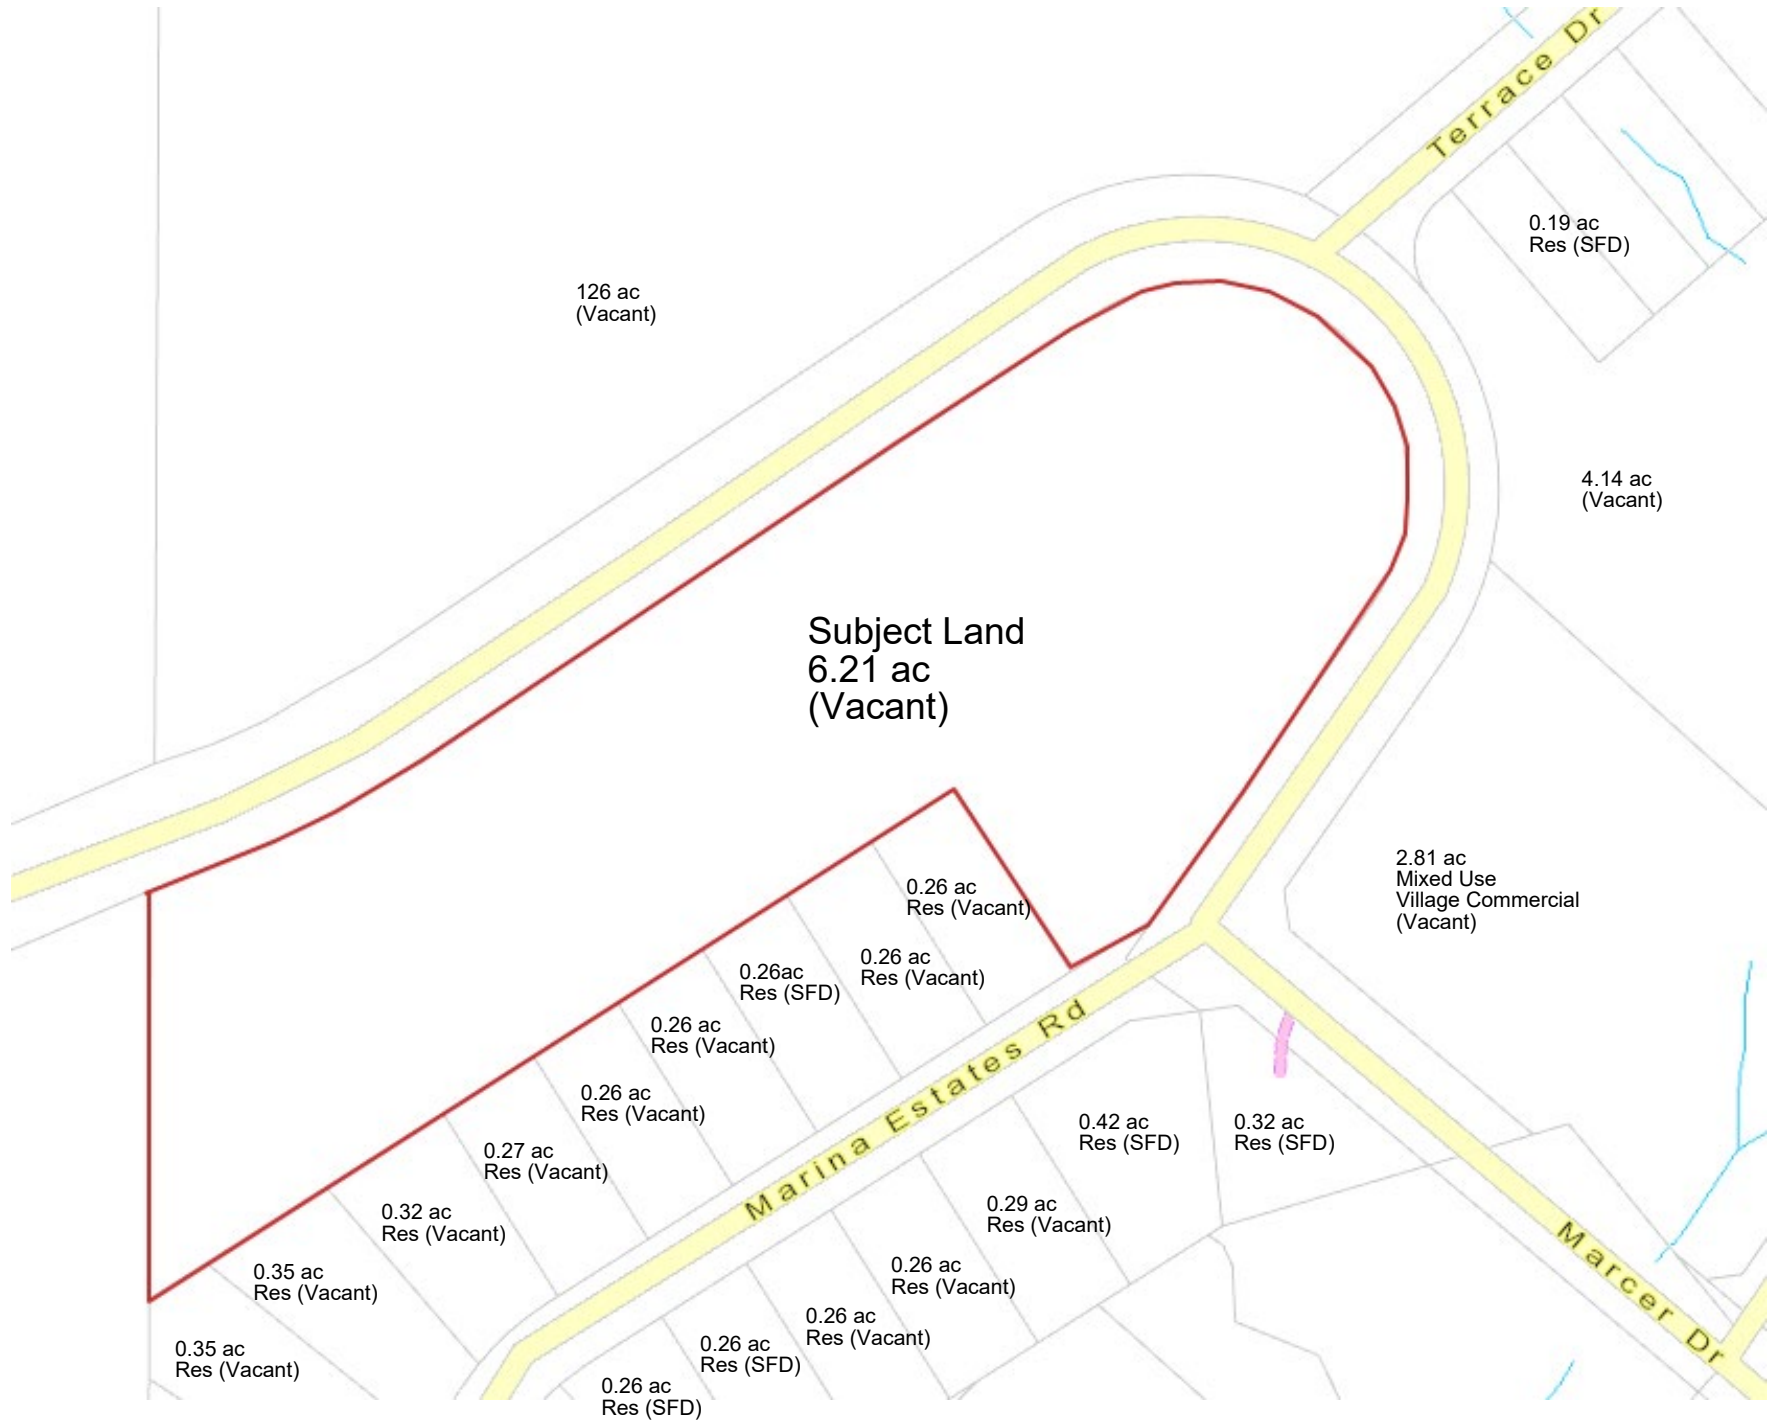 Terrace Dr
0.19 ac
Res (SFD)
126 ac
(Vacant)
4.14 ac
(Vacant)
Subject Land
6.21 ac
(Vacant)
2.81 ac
Mixed Use
Village Commercial
(Vacant)
0.26 ac
Res (Vacant)
0.26 ac
Res (Vacant)
0.26ac
Res (SFD)
0.26 ac
Res (Vacant)
0.26 ac
Res (Vacant)
0.27 ac
Res (Vacant)
0.32 ac
Res (Vacant)
0.35 ac
Res (Vacant)
0.35 ac
Res (Vacant)
Marina Estates Rd
0.42 ac
Res (SFD)
0.32 ac
Res (SFD)
0.29 ac
Res (Vacant)
0.26 ac
Res (Vacant)
0.26 ac
Res (Vacant)
0.26 ac
Res (SFD)
0.26 ac
Res (SFD)
Marcer Dr